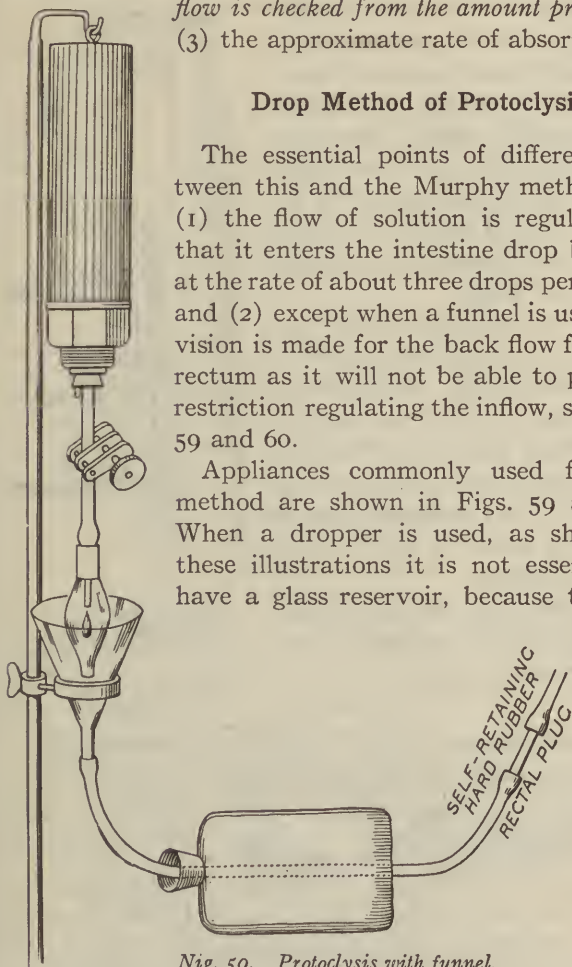 flow is checked from the amount pr
(3) the approximate rate of absor
Drop Method of Protoclysi
The essential points of differe
tween this and the Murphy meth
(1) the flow of solution is regul
that it enters the intestine drop b
at the rate of about three drops per
and (2) except when a funnel is us
vision is made for the back flow f
rectum as it will not be able to p
restriction regulating the inflow, s
59 and 60.
Appliances commonly used f
method are shown in Figs. 59 a
When a dropper is used, as sh
these illustrations it is not esse
have a glass reservoir, because t
SELF-RETAINING
HARD RUBBER
RECTAL PLUG
Nig. 50. Protoclysis with funnel